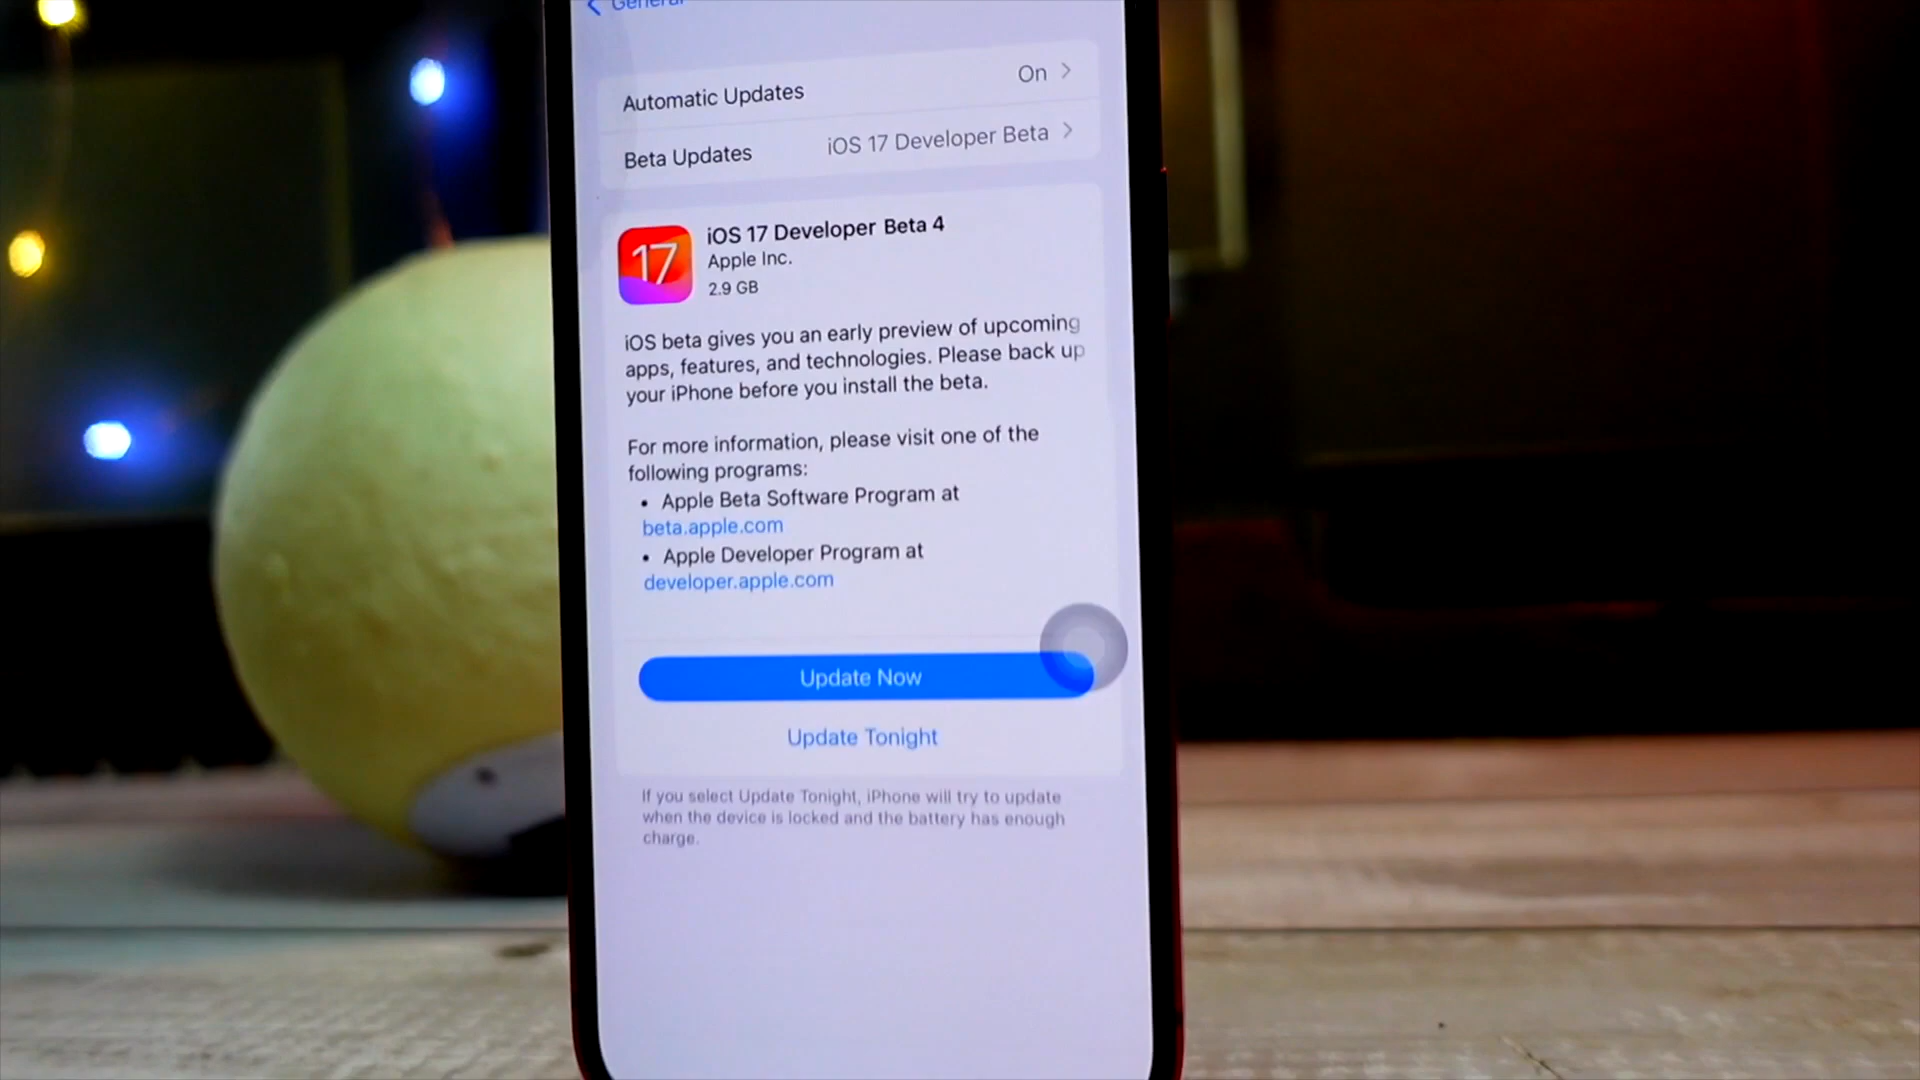 General
Automatic Updates On
Beta Updates iOS 17 Developer Beta
17
iOS 17 Developer Beta 4
Apple Inc.
2.9 GB
iOS beta gives you an early preview of upcoming
apps, features, and technologies. Please back up
your iPhone before you install the beta.
For more information, please visit one of the
following programs:
• Apple Beta Software Program at
beta.apple.com
• Apple Developer Program at
developer.apple.com
Update Now
Update Tonight
If you select Update Tonight, iPhone will try to update
when the device is locked and the battery has enough
charge.